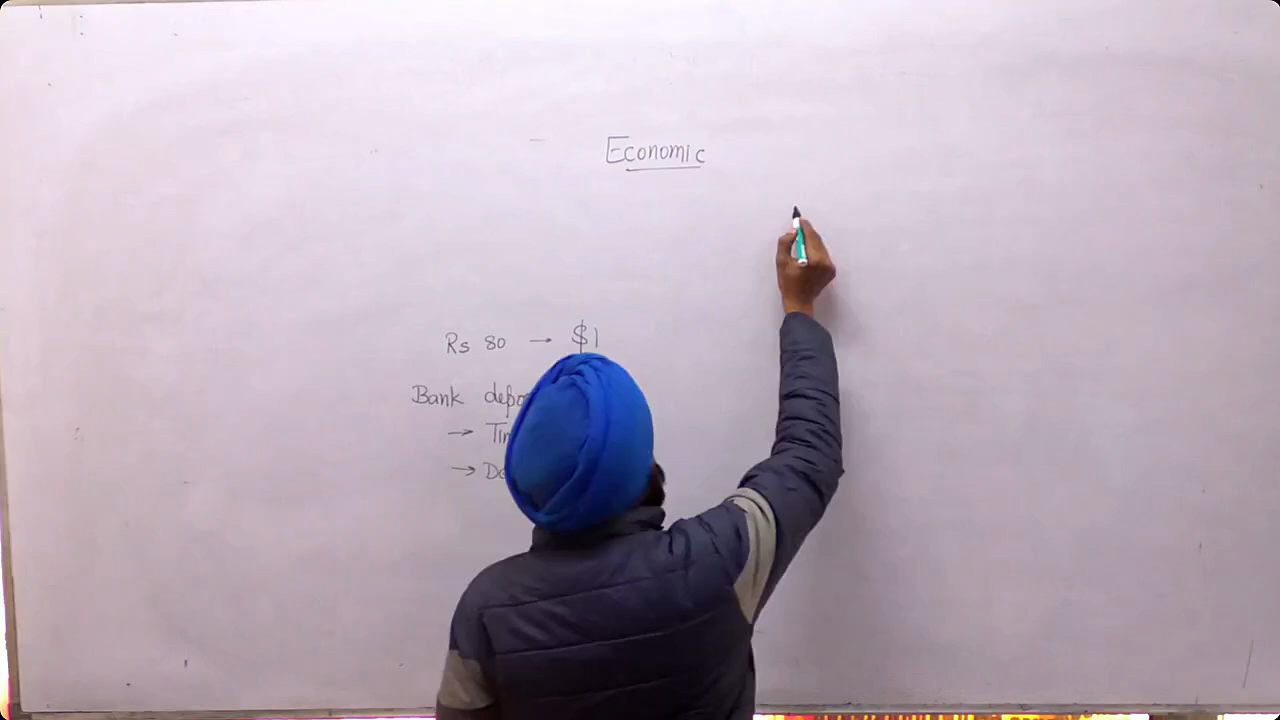 Economic
Rs 80 → $1
Bank
→
→